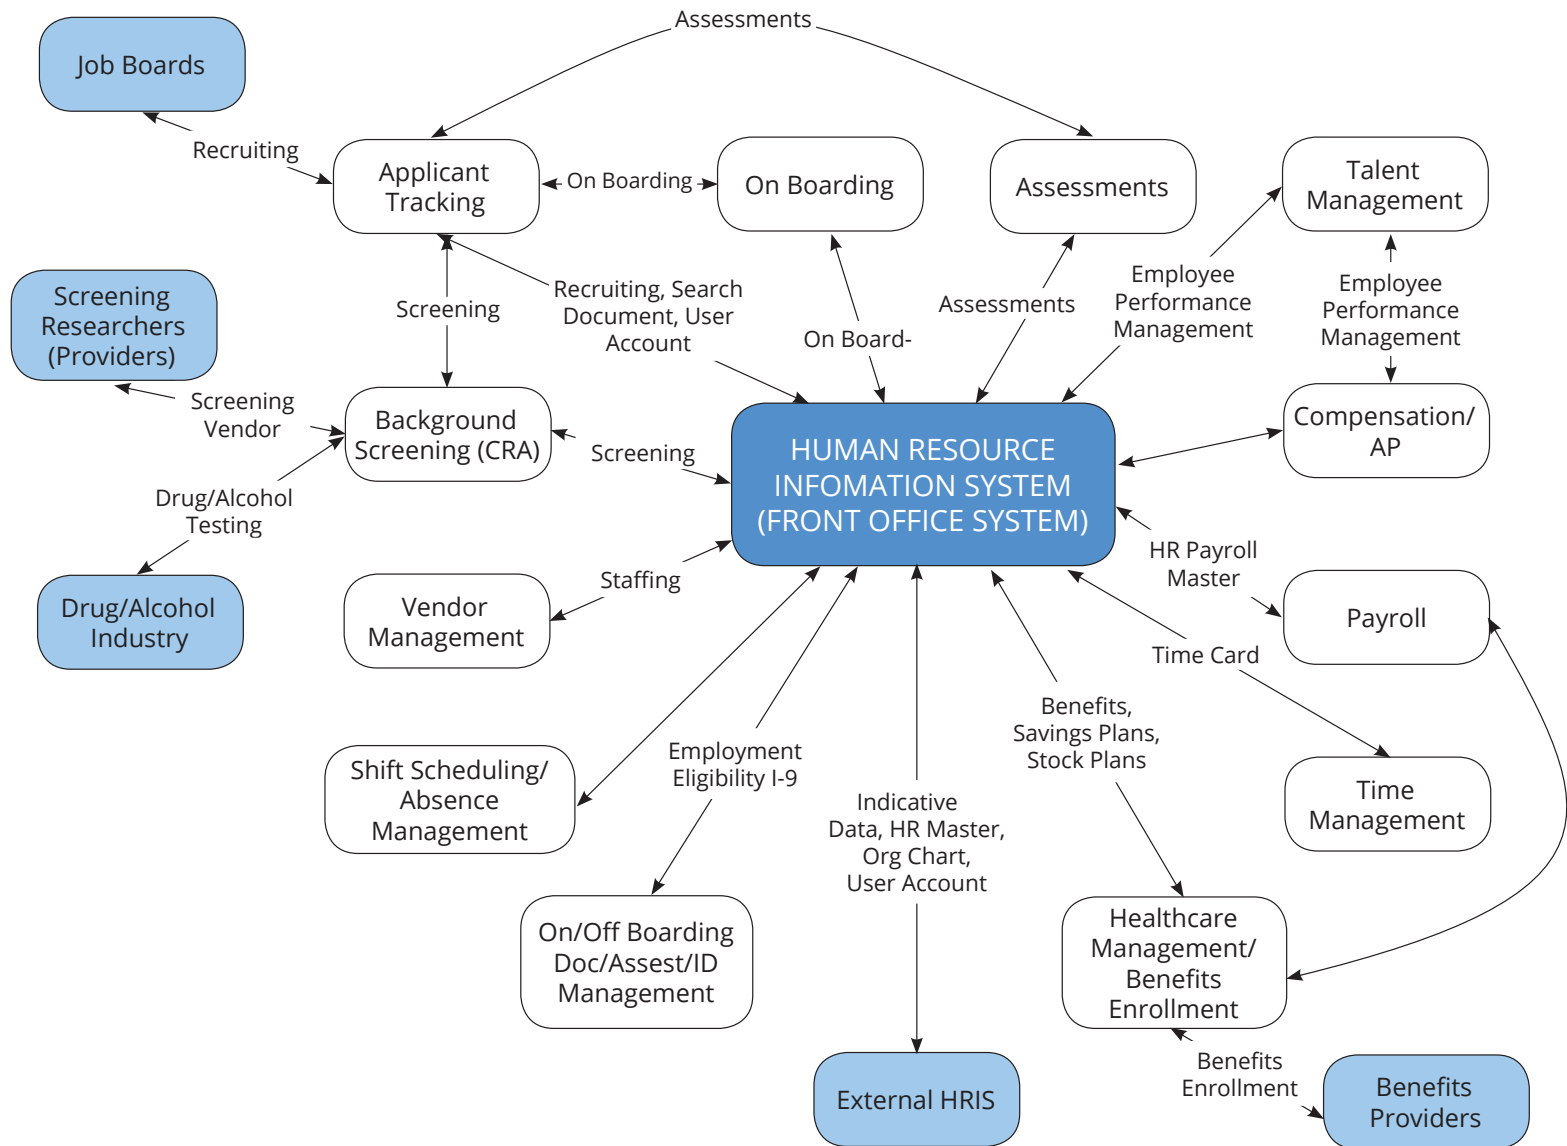 Assessments
Job Boards
Recruiting
Applicant
Tracking
On Boarding
On Boarding
Assessments
Talent
Management
Screening
Researchers
(Providers)
Screening
Recruiting, Search
Document, User
Account
On Board-
Assessments
Employee
Performance
Management
Employee
Performance
Management
Screening
Vendor
Background
Screening (CRA)
Screening
HUMAN RESOURCE
INFOMATION SYSTEM
(FRONT OFFICE SYSTEM)
Compensation/
AP
Drug/Alcohol
Testing
HR Payroll
Master
Drug/Alcohol
Industry
Staffing
Vendor
Management
Payroll
Time Card
Shift Scheduling/
Absence
Management
Employment
Eligibility I-9
Benefits,
Savings Plans,
Stock Plans
Time
Management
Indicative
Data, HR Master,
Org Chart,
User Account
On/Off Boarding
Doc/Assest/ID
Management
Healthcare
Management/
Benefits
Enrollment
External HRIS
Benefits
Enrollment
Benefits
Providers